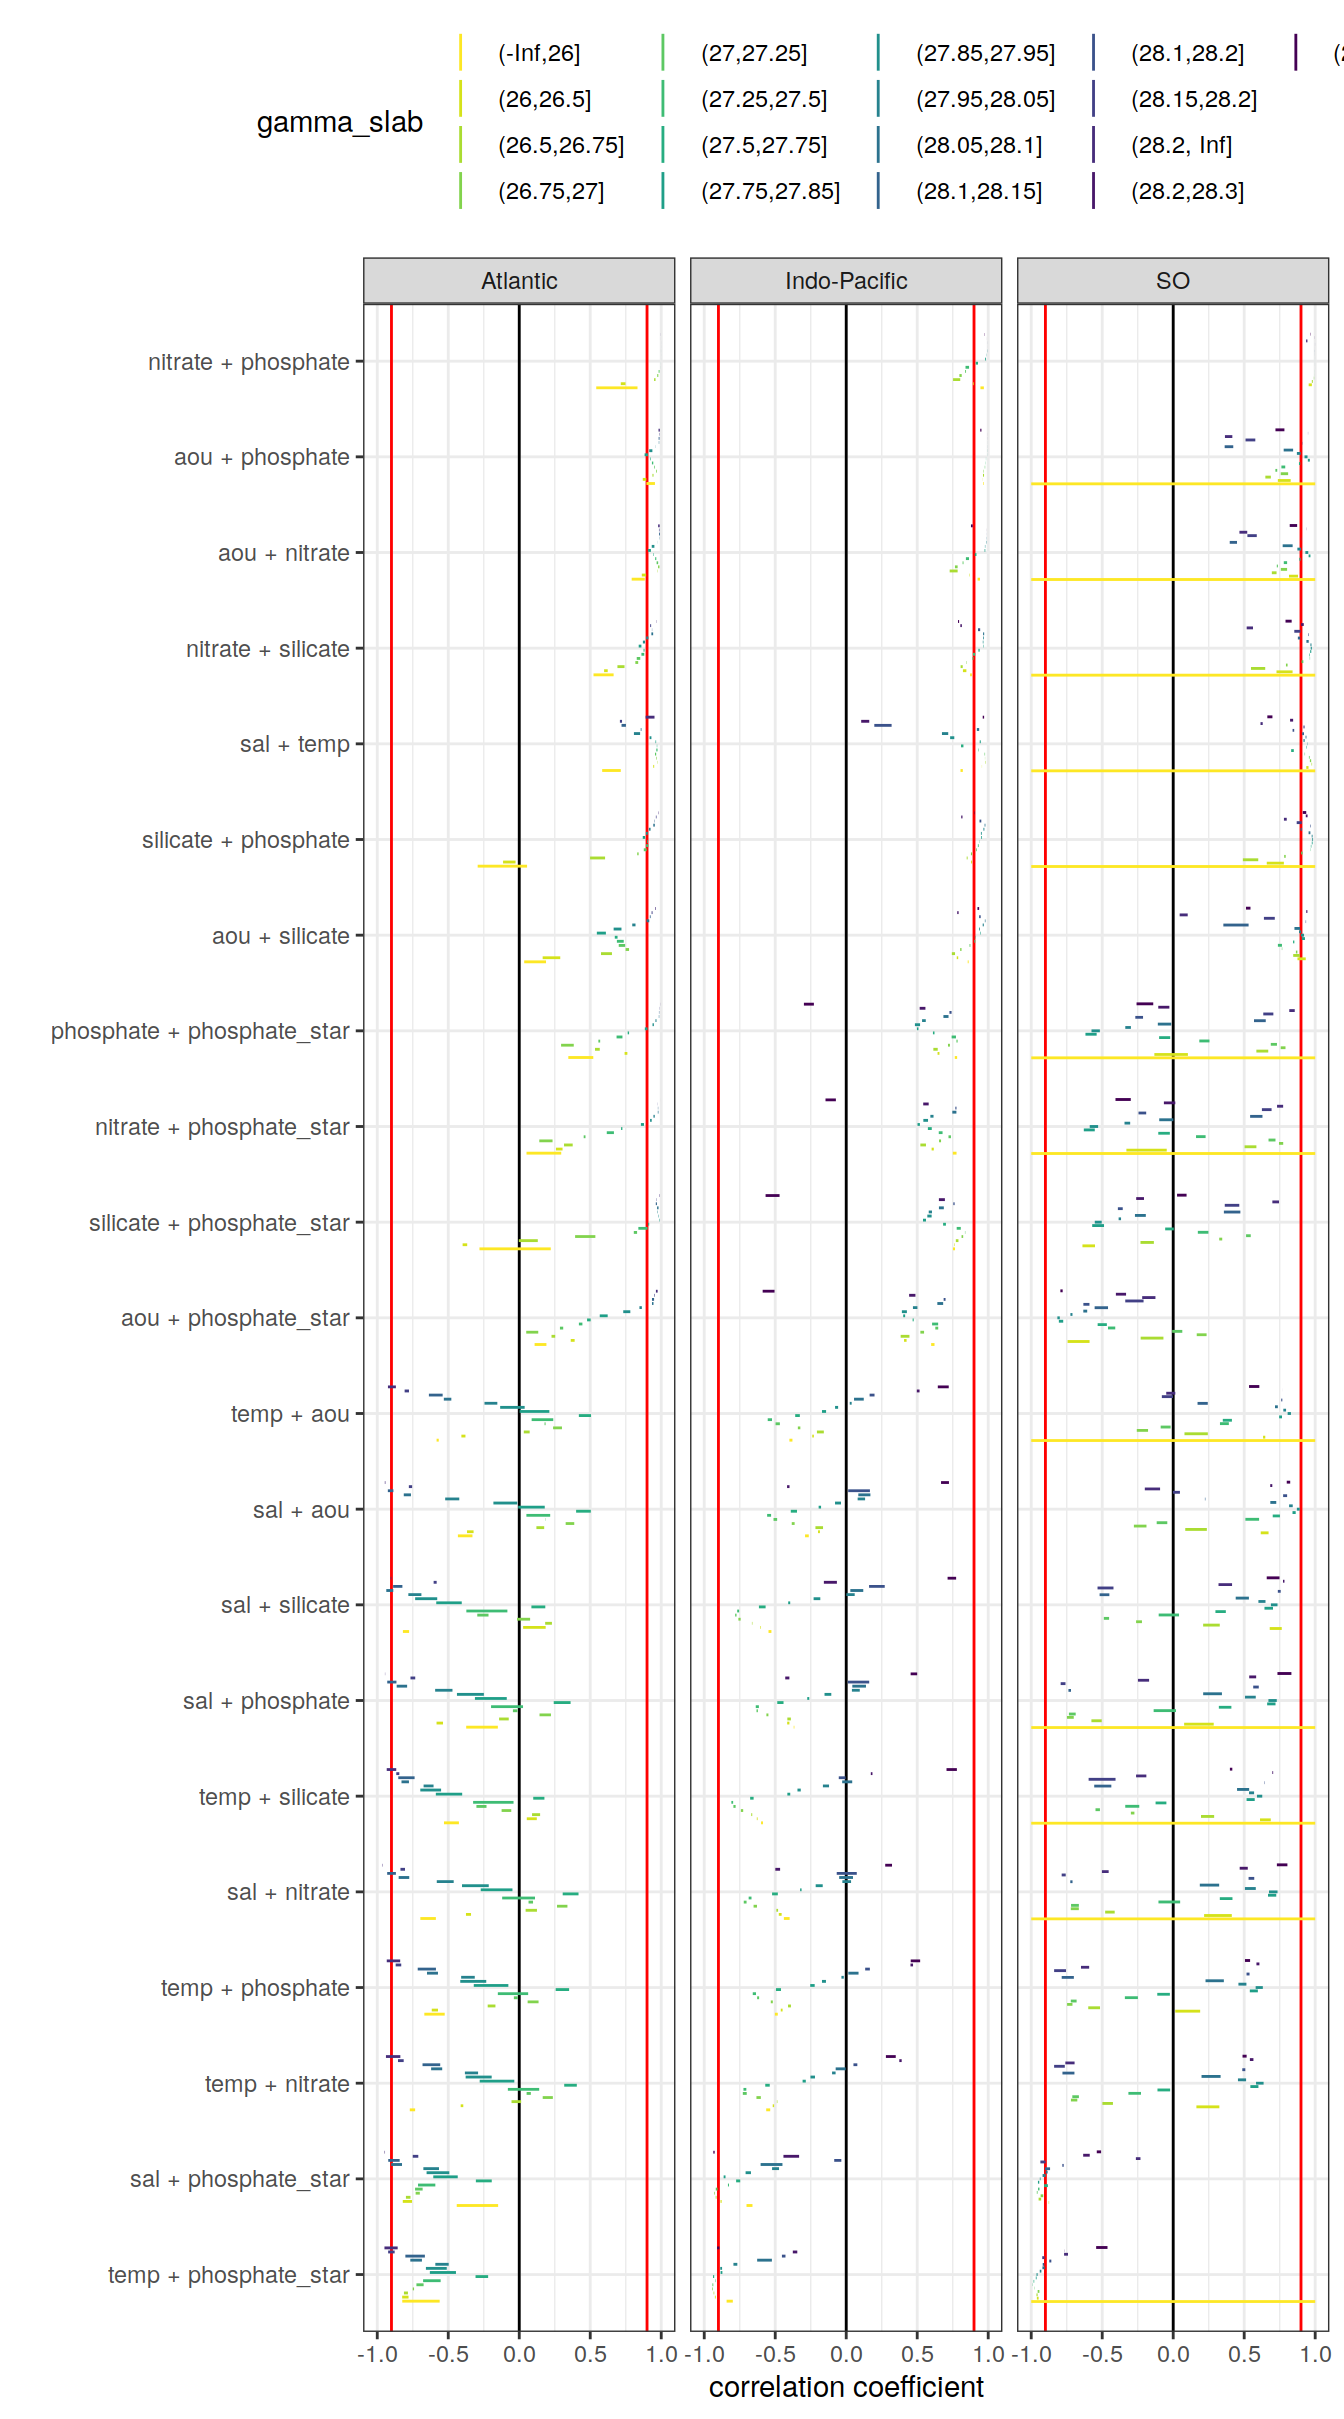 gamma_slab
(-Inf,26] (27,27.25] (27.85,27.95] (28.1,28.2]
(26,26.5] (27.25,27.5] (27.95,28.05] (28.15,28.2]
(26.5,26.75] (27.5,27.75] (28.05,28.1] (28.2, Inf]
(26.75,27] (27.75,27.85] (28.1,28.15] (28.2,28.3]
Atlantic Indo-Pacific SO
nitrate + phosphate
aou + phosphate
aou + nitrate
nitrate + silicate
sal + temp
silicate + phosphate
aou + silicate
phosphate + phosphate_star
nitrate + phosphate_star
silicate + phosphate_star
aou + phosphate_star
temp + aou
sal + aou
sal + silicate
sal + phosphate
temp + silicate
sal + nitrate
temp + phosphate
temp + nitrate
sal + phosphate_star
temp + phosphate_star
-1.0 -0.5 0.0 0.5 1.0 -1.0 -0.5 0.0 0.5 1.0 -1.0 -0.5 0.0 0.5 1.0
correlation coefficient